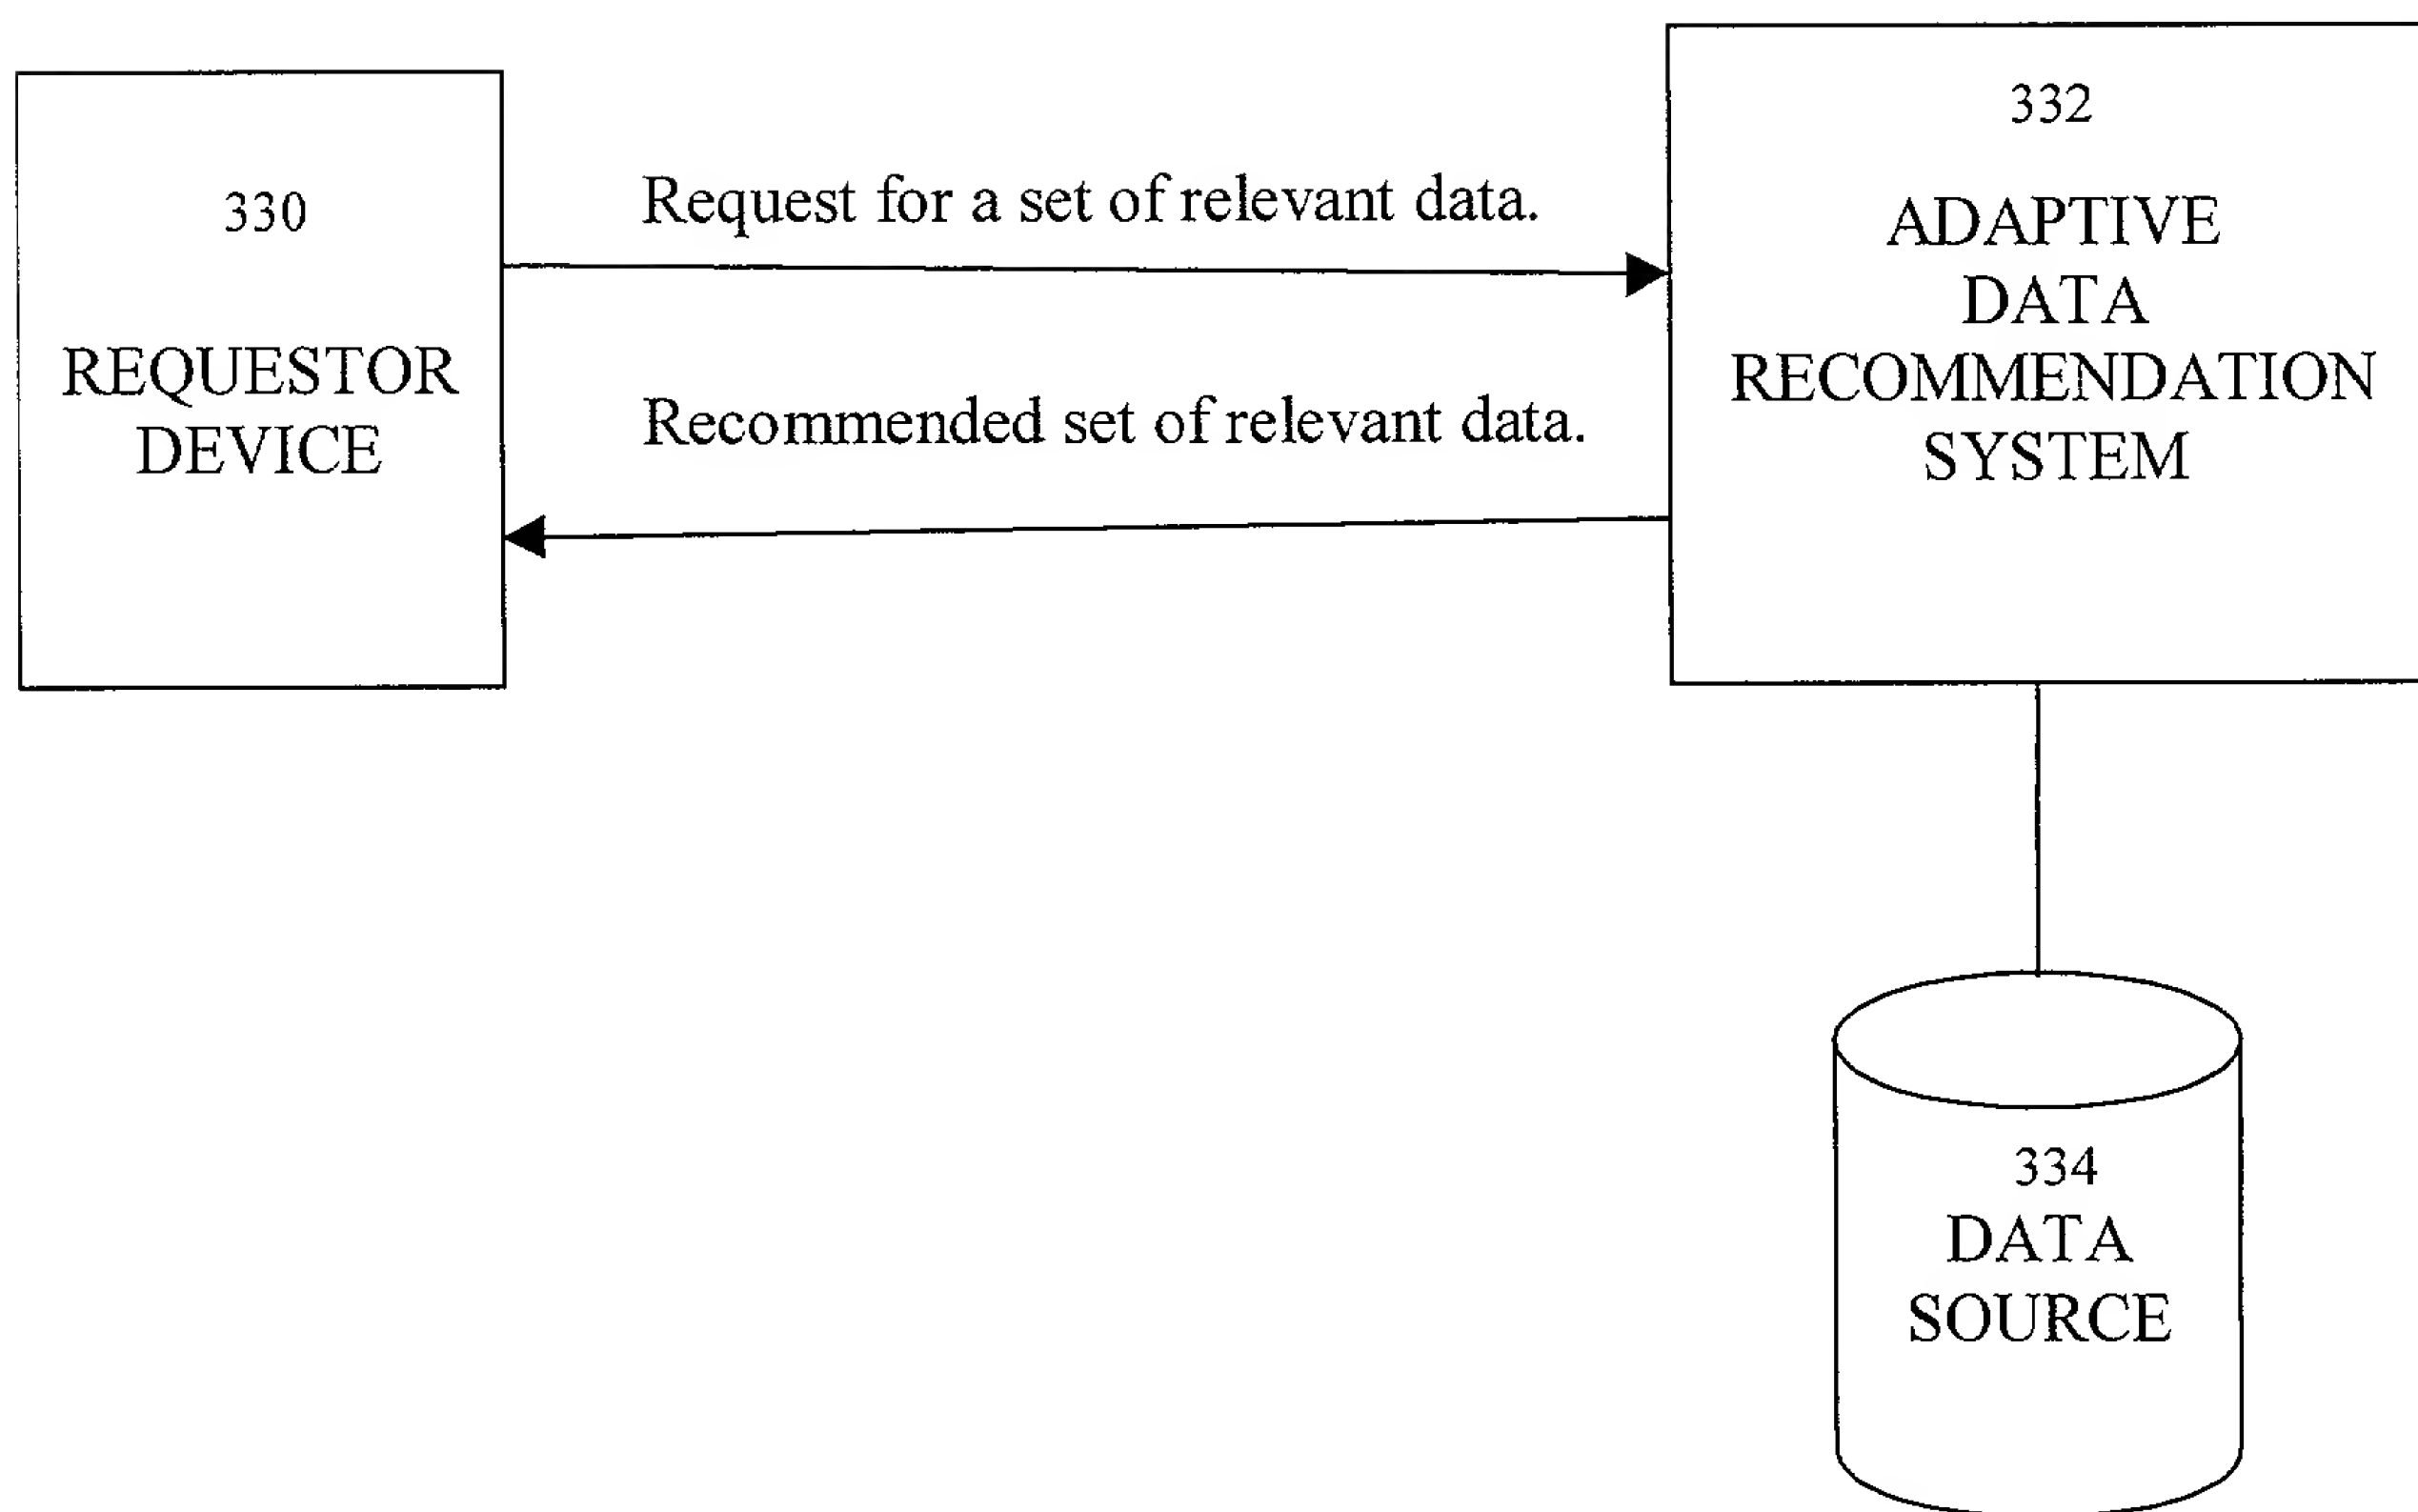 330
REQUESTOR
DEVICE
Request for a set of relevant data.
Recommended set of relevant data.
332
ADAPTIVE
DATA
RECOMMENDATION
SYSTEM
334
DATA
SOURCE